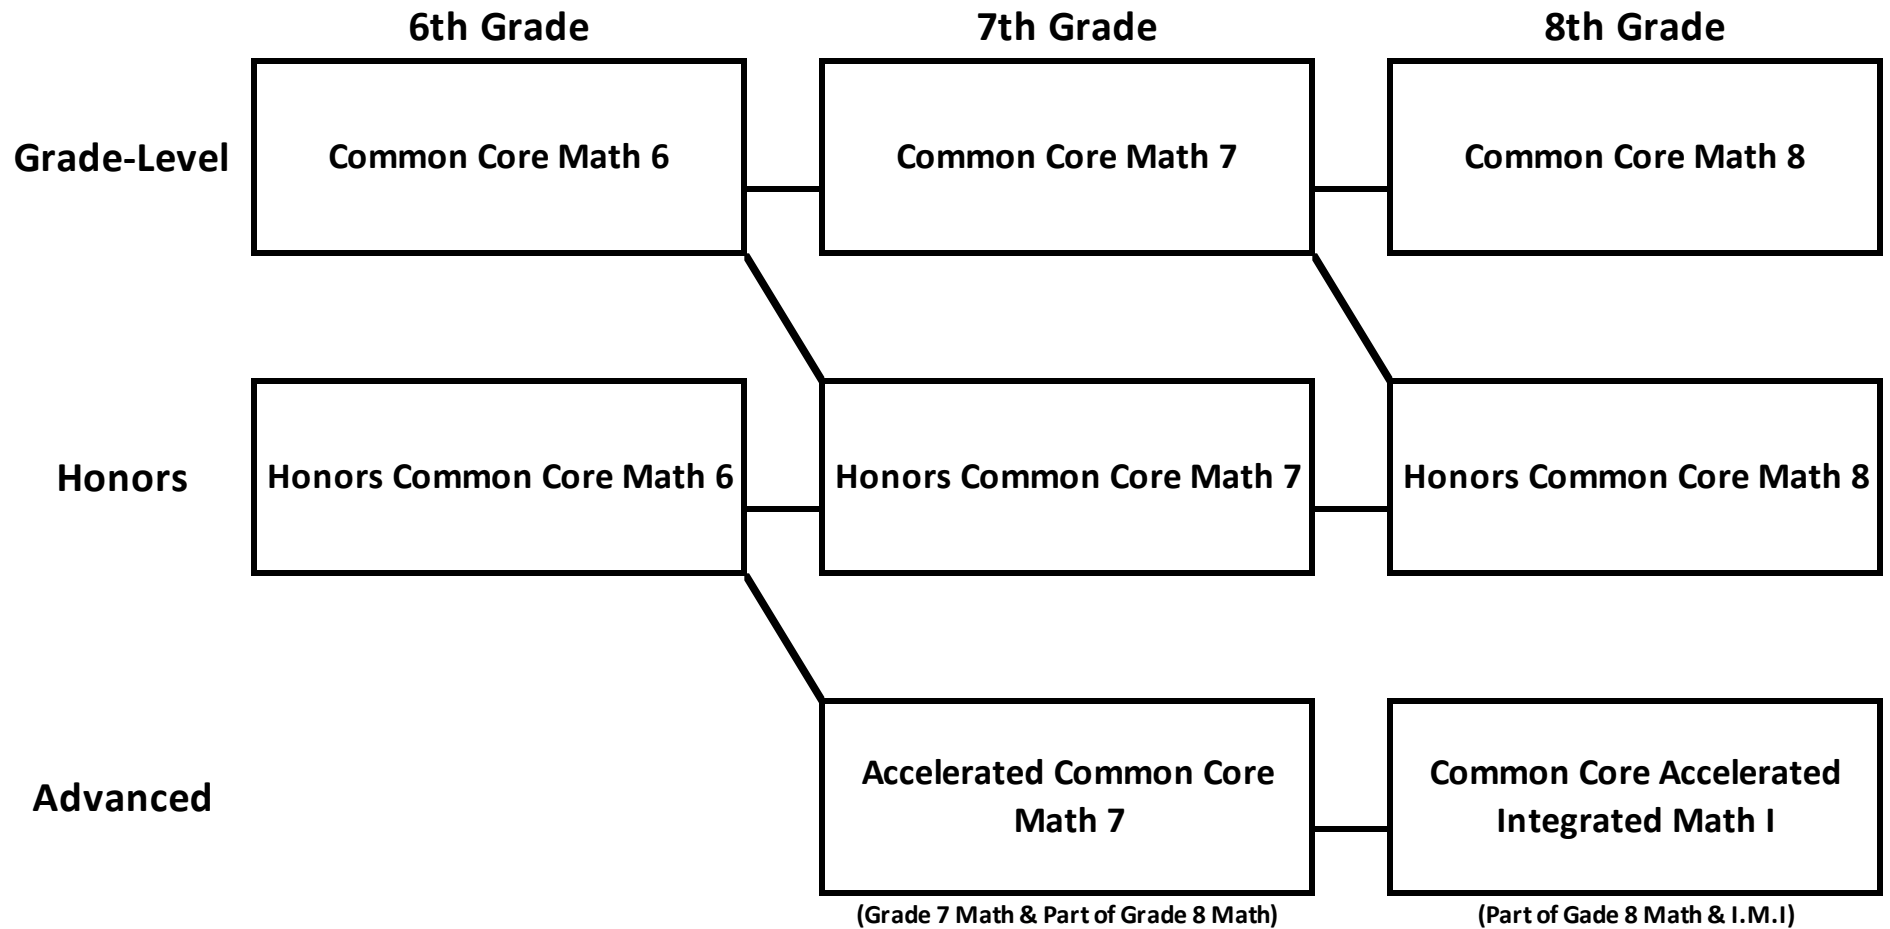 6th Grade 7th Grade 8th Grade
Grade-Level Common Core Math 6 Common Core Math 7 Common Core Math 8
Honors Honors Common Core Math 6 Honors Common Core Math 7 Honors Common Core Math 8
Advanced
Accelerated Common Core
Math 7
Common Core Accelerated
Integrated Math I
(Grade 7 Math & Part of Grade 8 Math) (Part of Gade 8 Math & I.M.I)